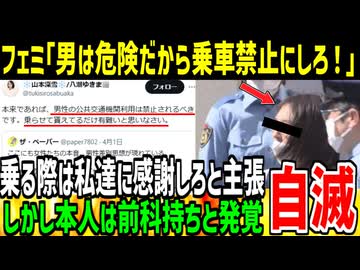 フェミ「男は危険だから乗車禁止にしろ！」
山本深雪🌙/八潮ゆきま
@tukisirosabuaka
フォロー
本来であれば、男性の公共交通機関利用は禁止されるべき
です。乗らせて貰えてるだけ有難いと思いなさい。
ザ・ペーパー @paper7802・4月1日
乗る際は私達に感謝しろと主張
しかし本人は前科持ちと発覚
自滅